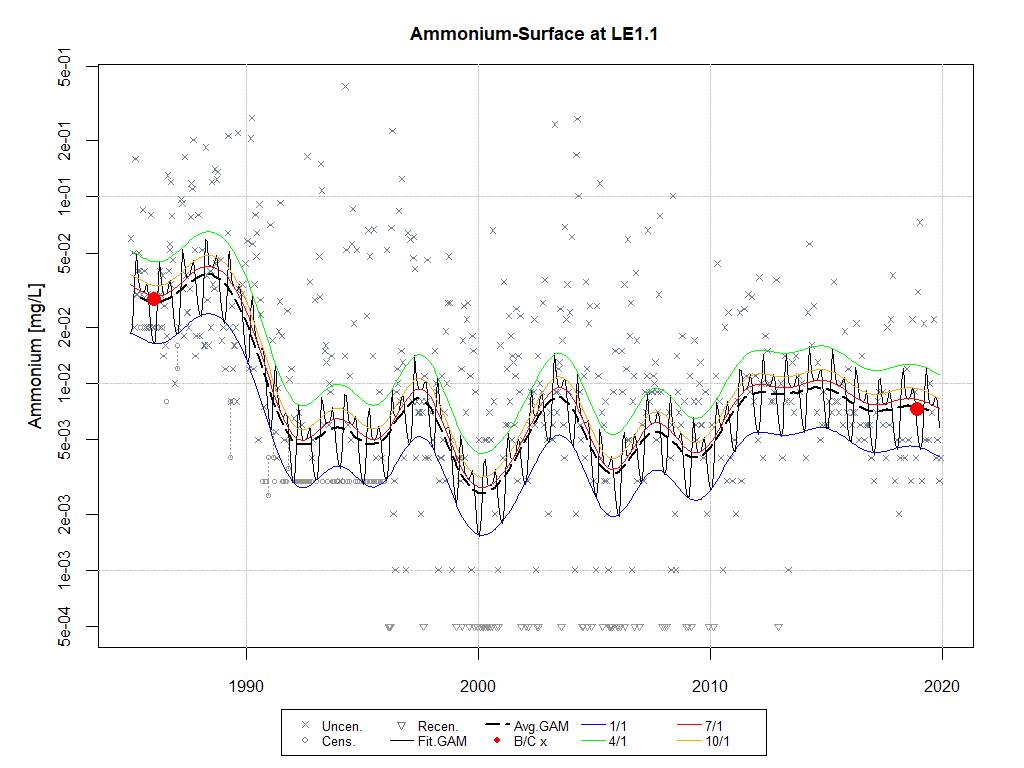 Ammonium-Surface at LE1.1
Ammonium [mg/L]
5e-01
2e-01
1e-01
5e-02
2e-02
1e-02
5e-03
2e-03
1e-03
5e-04
1990 2000 2010 2020
Uncen. Recen. Avg.GAM 1/1 7/1
Cens. Fit.GAM B/C x 4/1 10/1